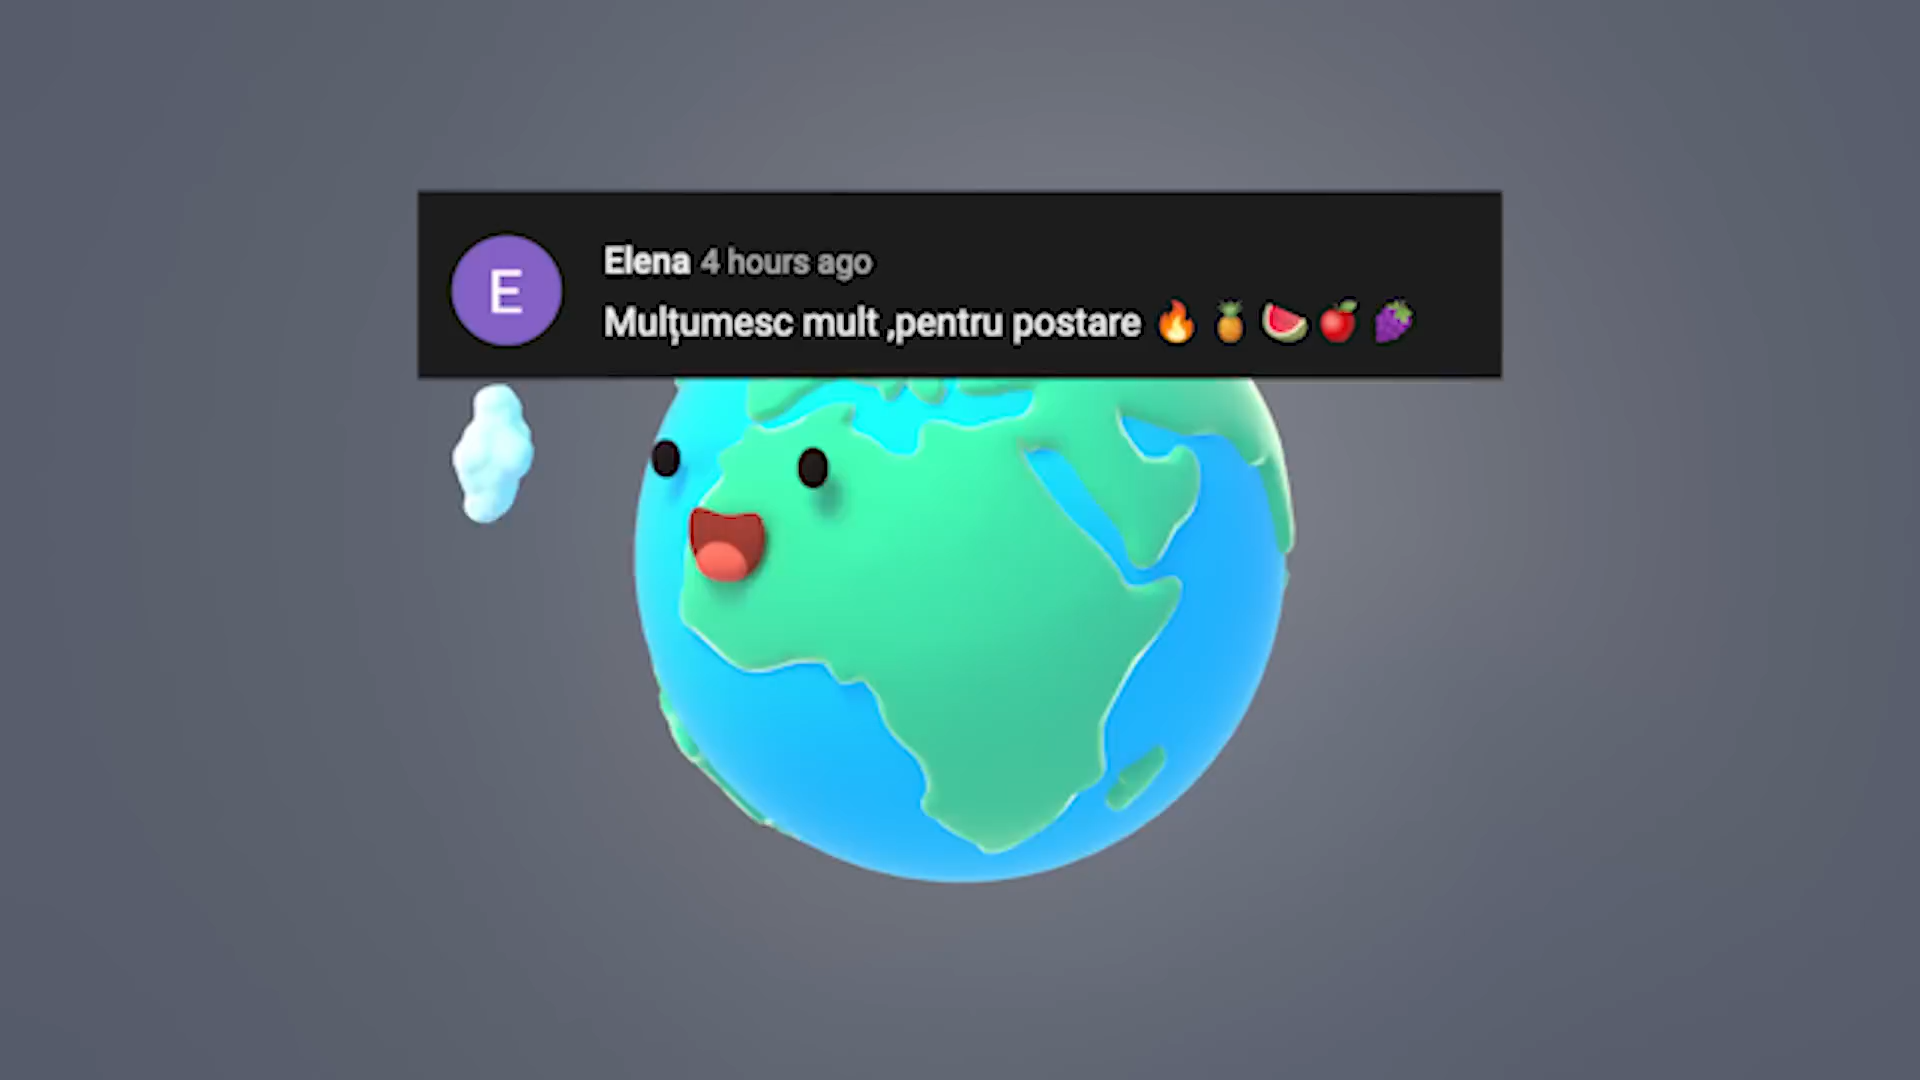 E
Elena 4 hours ago
Mulțumesc mult ,pentru postare 🔥 🍍 🍉 🍎 🍇